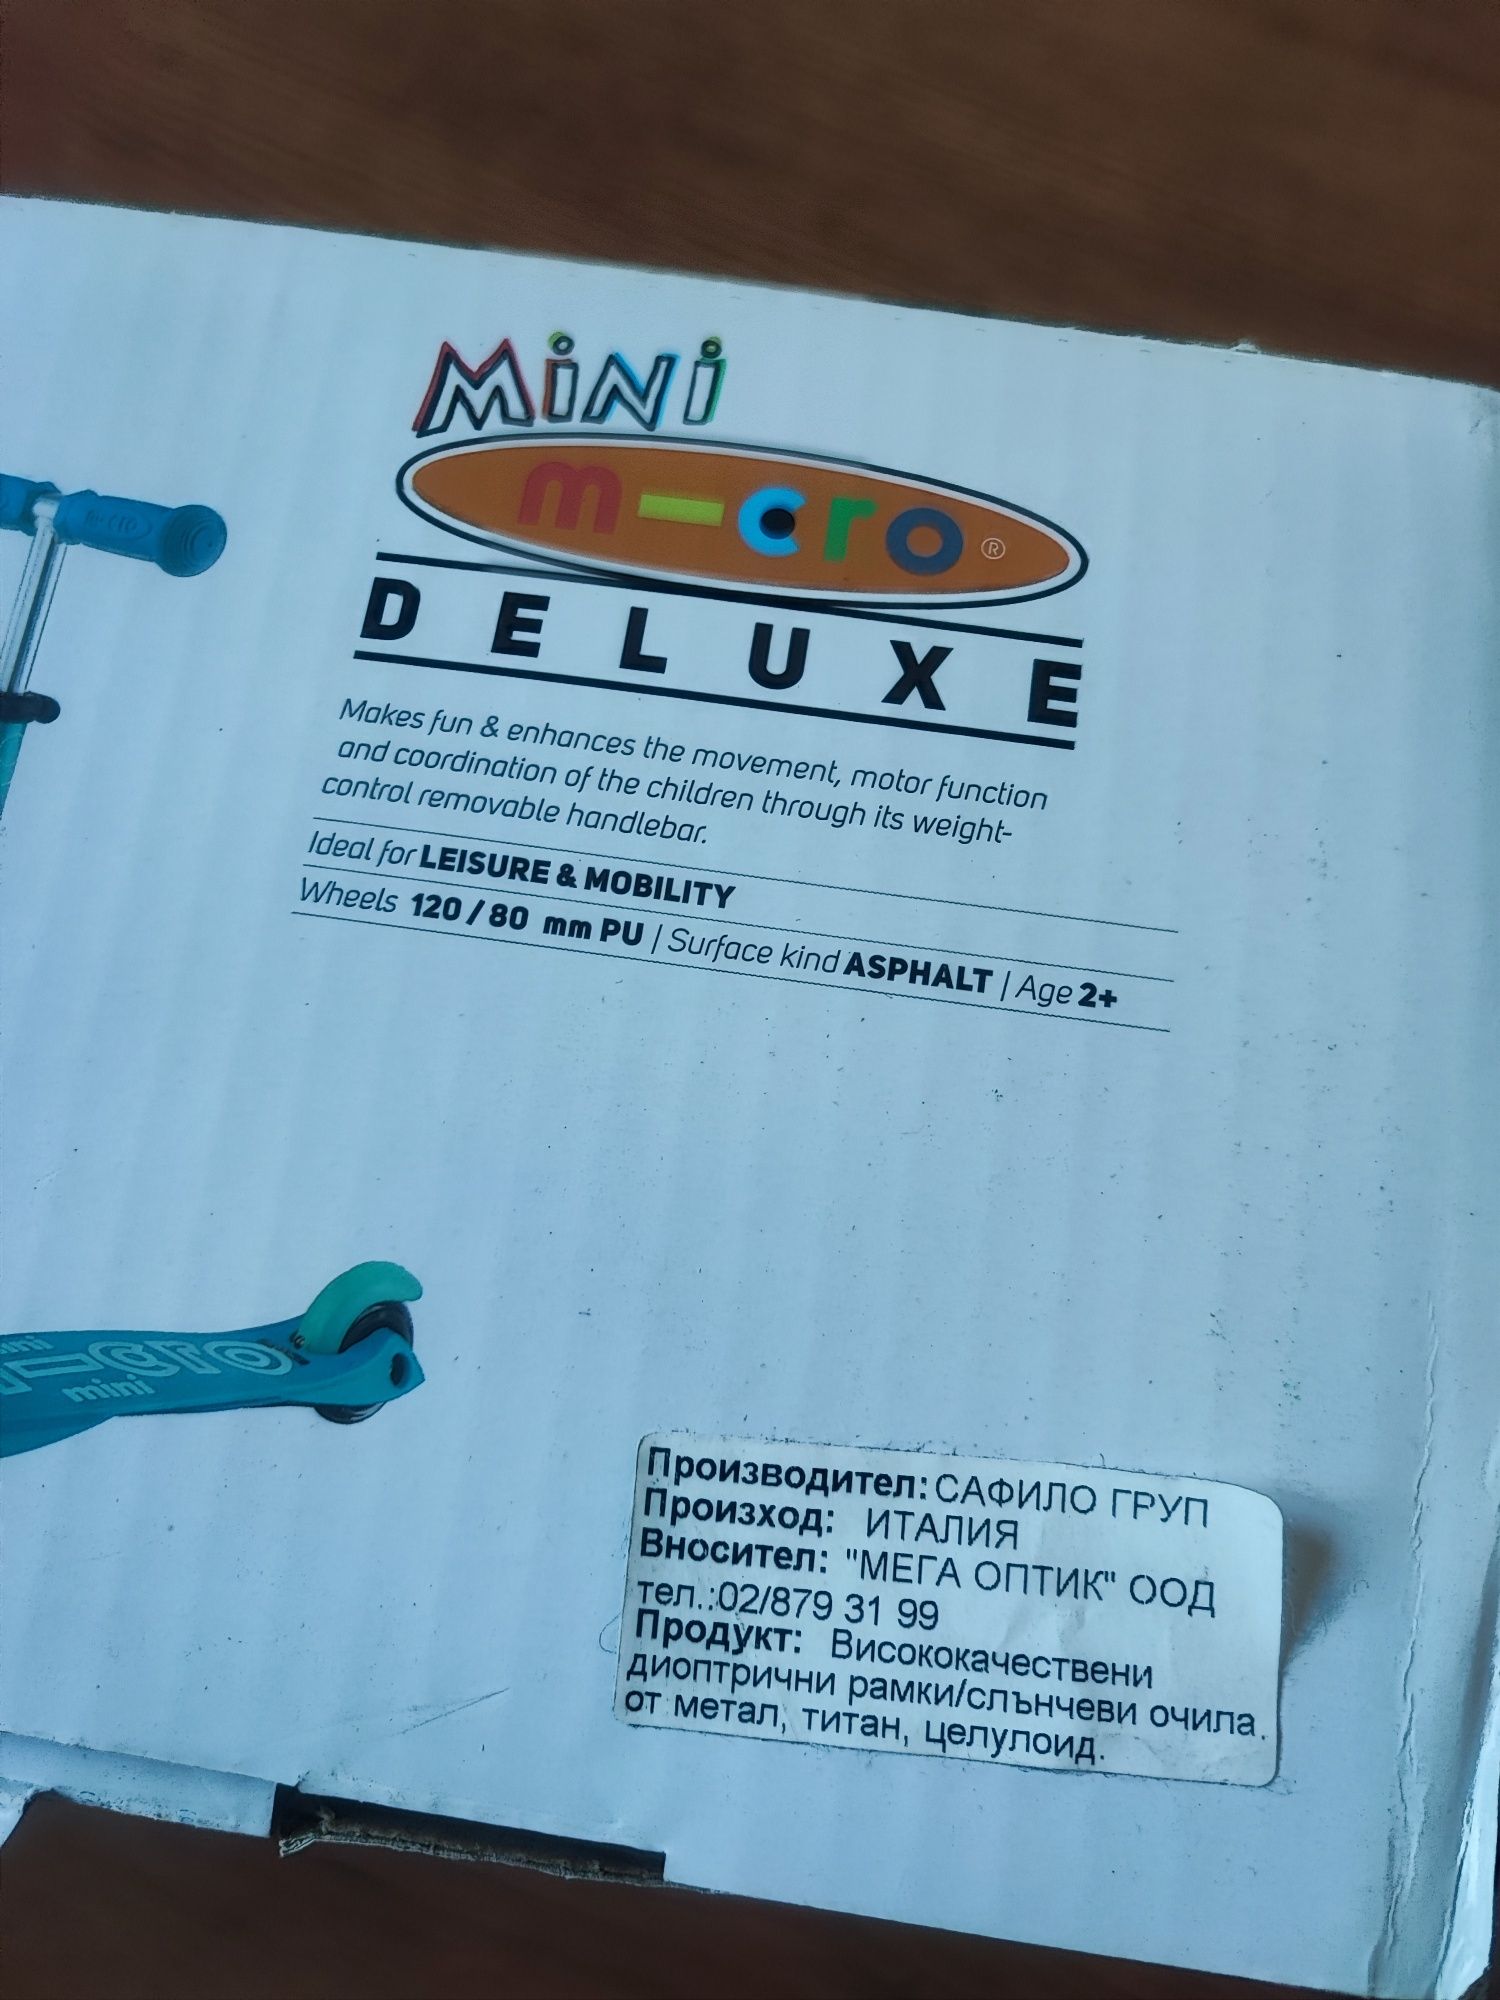 MiNi
m-cro®
DELUXE
Makes fun & enhances the movement, motor function
and coordination of the children through its weight-
control removable handlebar.
Ideal for LEISURE & MOBILITY
Wheels 120 / 80 mm PU | Surface kind ASPHALT | Age 2+
m-cro
mini
cro
mini
Производител: САФИЛО ГРУП
Произход: ИТАЛИЯ
Вносител: "МЕГА ОПТИК" ООД
тел.:02/879 31 99
Продукт: Висококачествени
диоптрични рамки/слънчеви очила.
от метал, титан, целулоид.